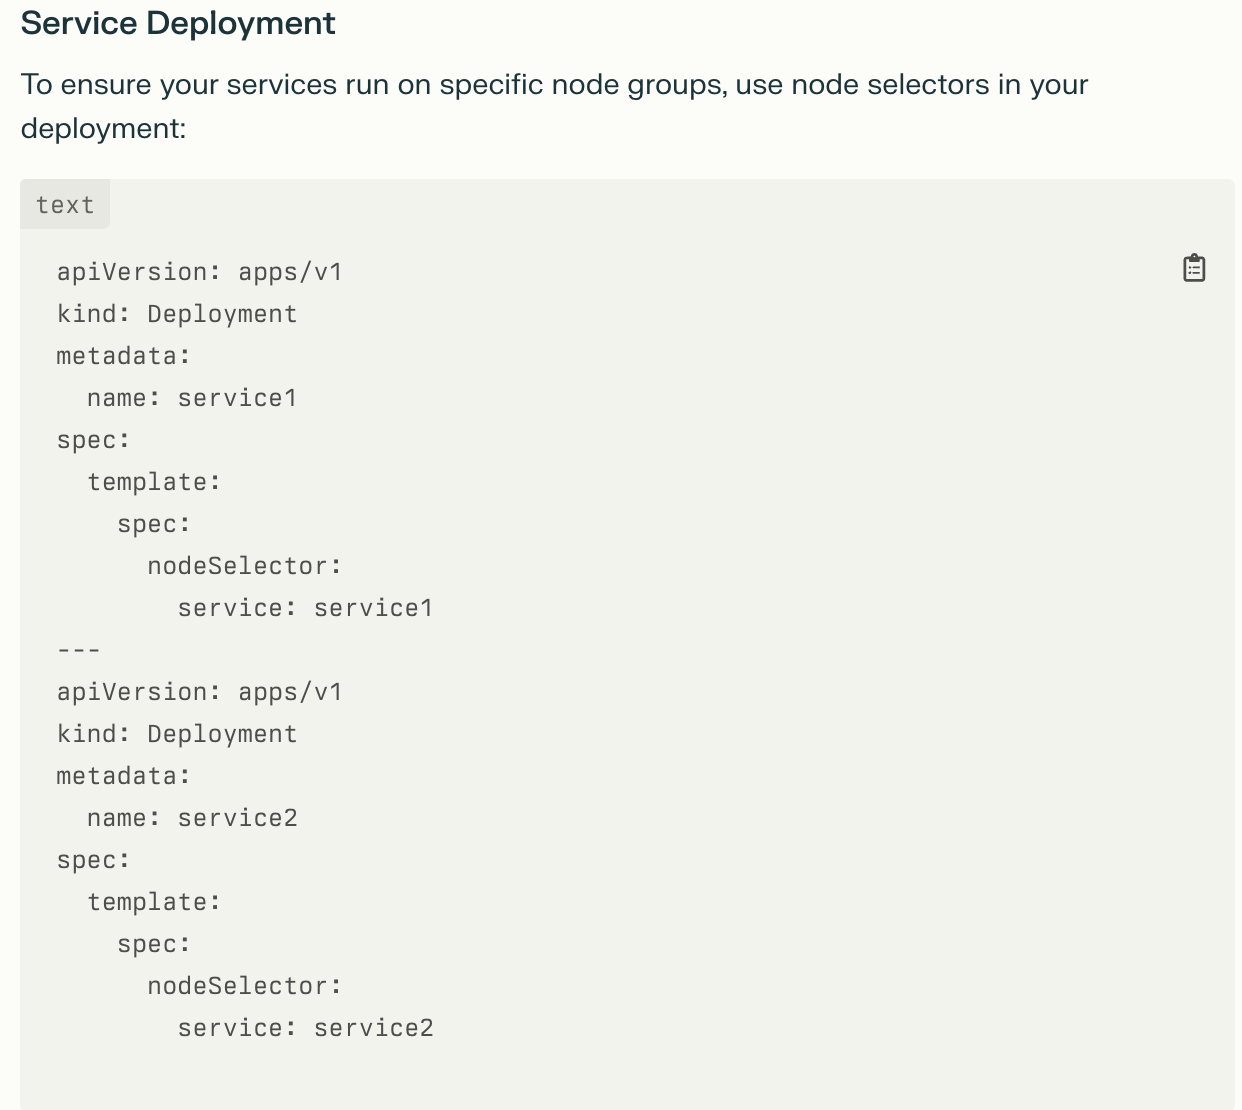 Service Deployment
To ensure your services run on specific node groups, use node selectors in your
deployment:
text
apiVersion: apps/v1
kind: Deployment
metadata:
  name: service1
spec:
  template:
    spec:
      nodeSelector:
        service: service1
---
apiVersion: apps/v1
kind: Deployment
metadata:
  name: service2
spec:
  template:
    spec:
      nodeSelector:
        service: service2